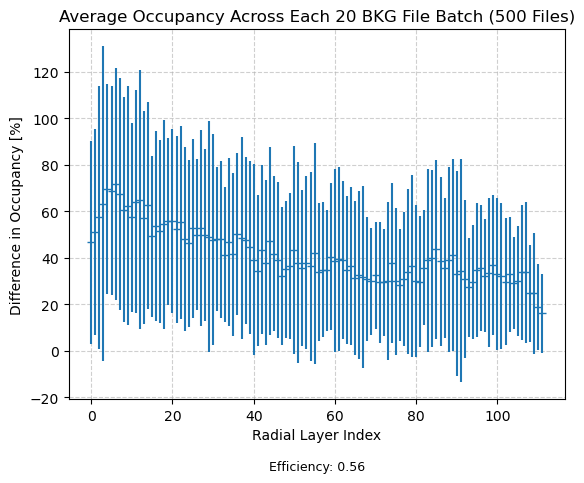 Average Occupancy Across Each 20 BKG File Batch (500 Files)
Difference in Occupancy [%]
120
100
80
60
40
20
0
−20
0 20 40 60 80 100
Radial Layer Index
Efficiency: 0.56